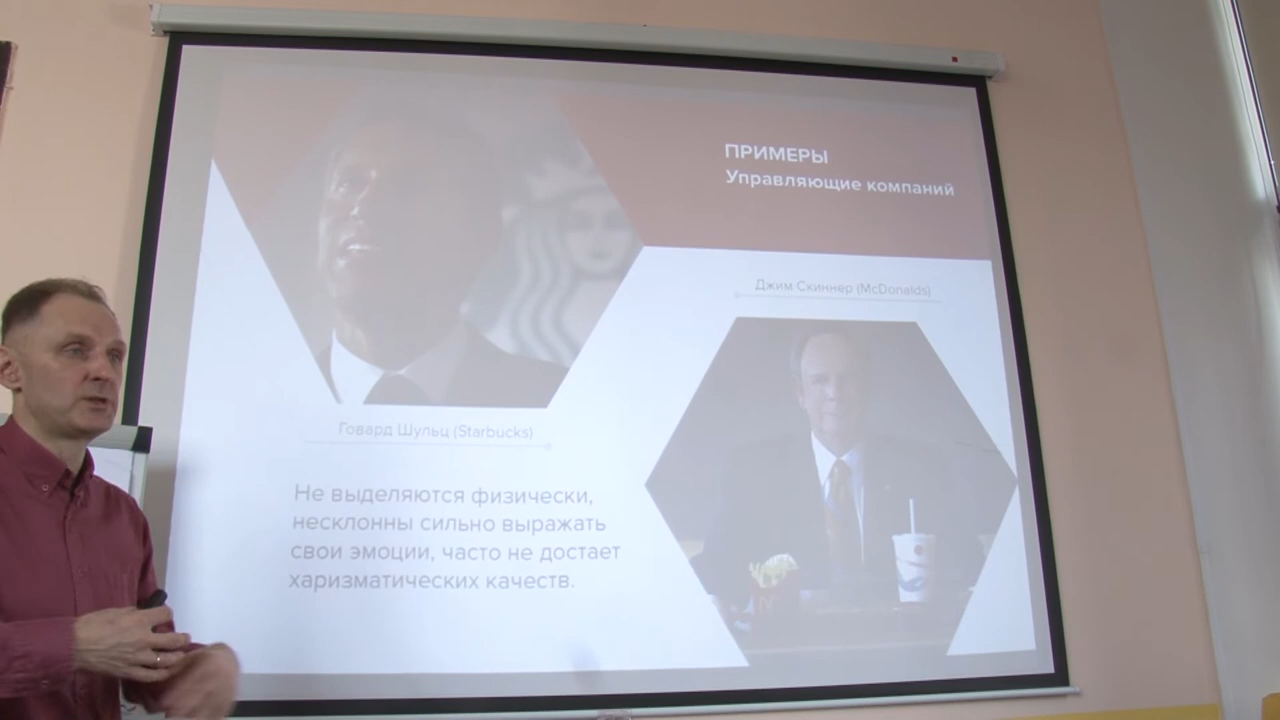 ПРИМЕРЫ
Управляющие компаний
Джим Скиннер (McDonalds)
Говард Шульц (Starbucks)
Не выделяются физически,
несклонны сильно выражать
свои эмоции, часто не достает
харизматических качеств.